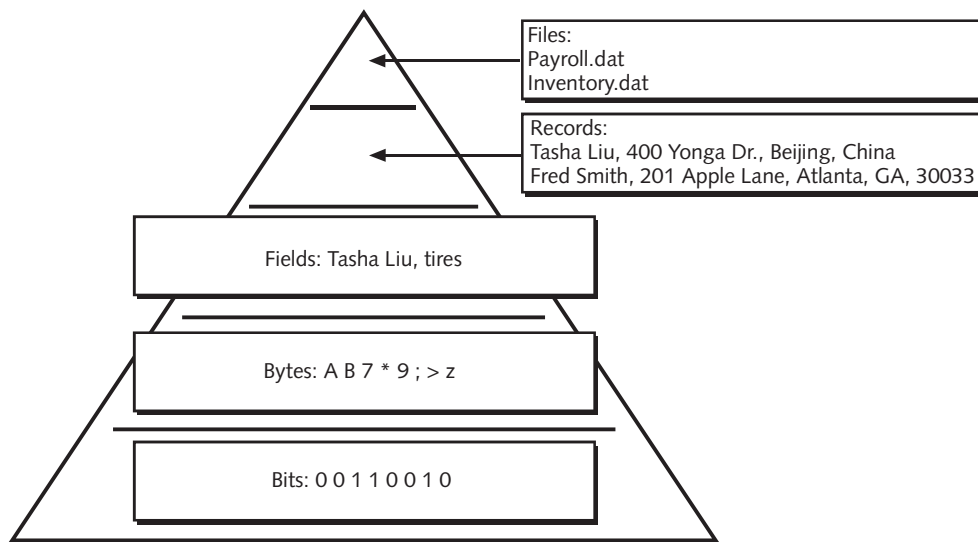 Files:
Payroll.dat
Inventory.dat
Records:
Tasha Liu, 400 Yonga Dr., Beijing, China
Fred Smith, 201 Apple Lane, Atlanta, GA, 30033
Fields: Tasha Liu, tires
Bytes: A B 7 * 9 ; > z
Bits: 0 0 1 1 0 0 1 0